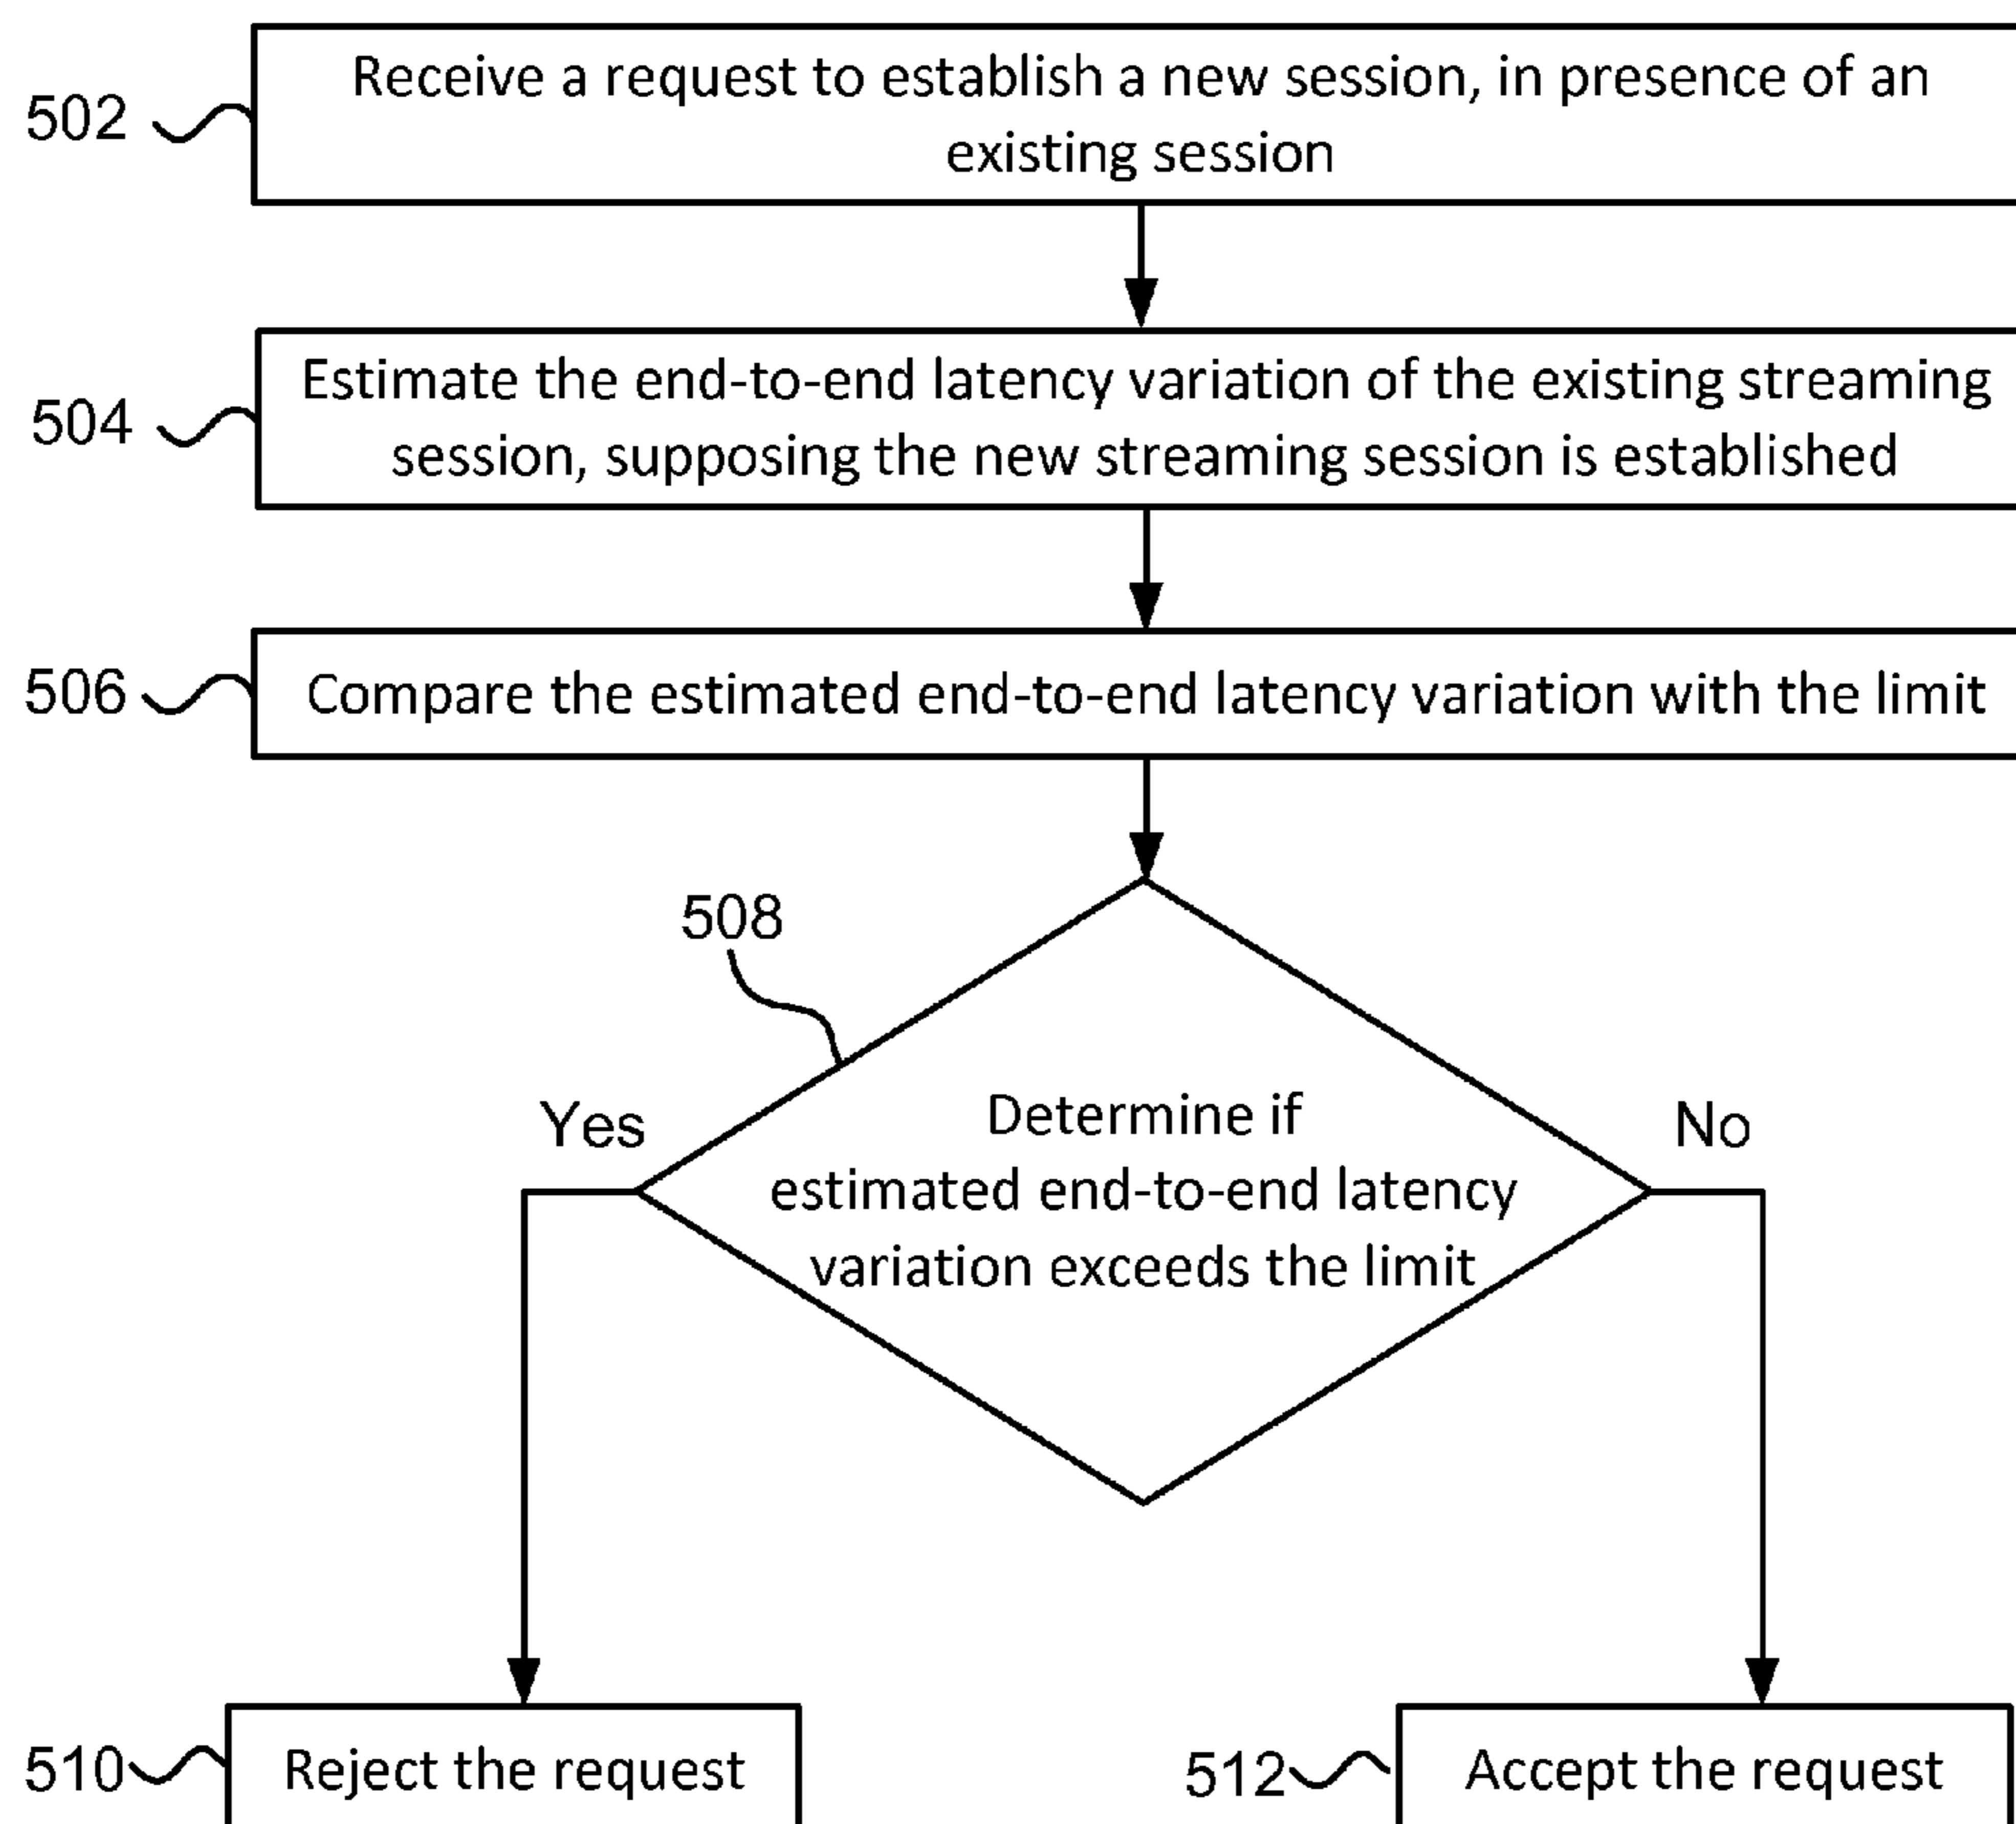 502
Receive a request to establish a new session, in presence of an
existing session
504
Estimate the end-to-end latency variation of the existing streaming
session, supposing the new streaming session is established
506
Compare the estimated end-to-end latency variation with the limit
508
Yes
No
Determine if
estimated end-to-end latency
variation exceeds the limit
510
Reject the request
512
Accept the request